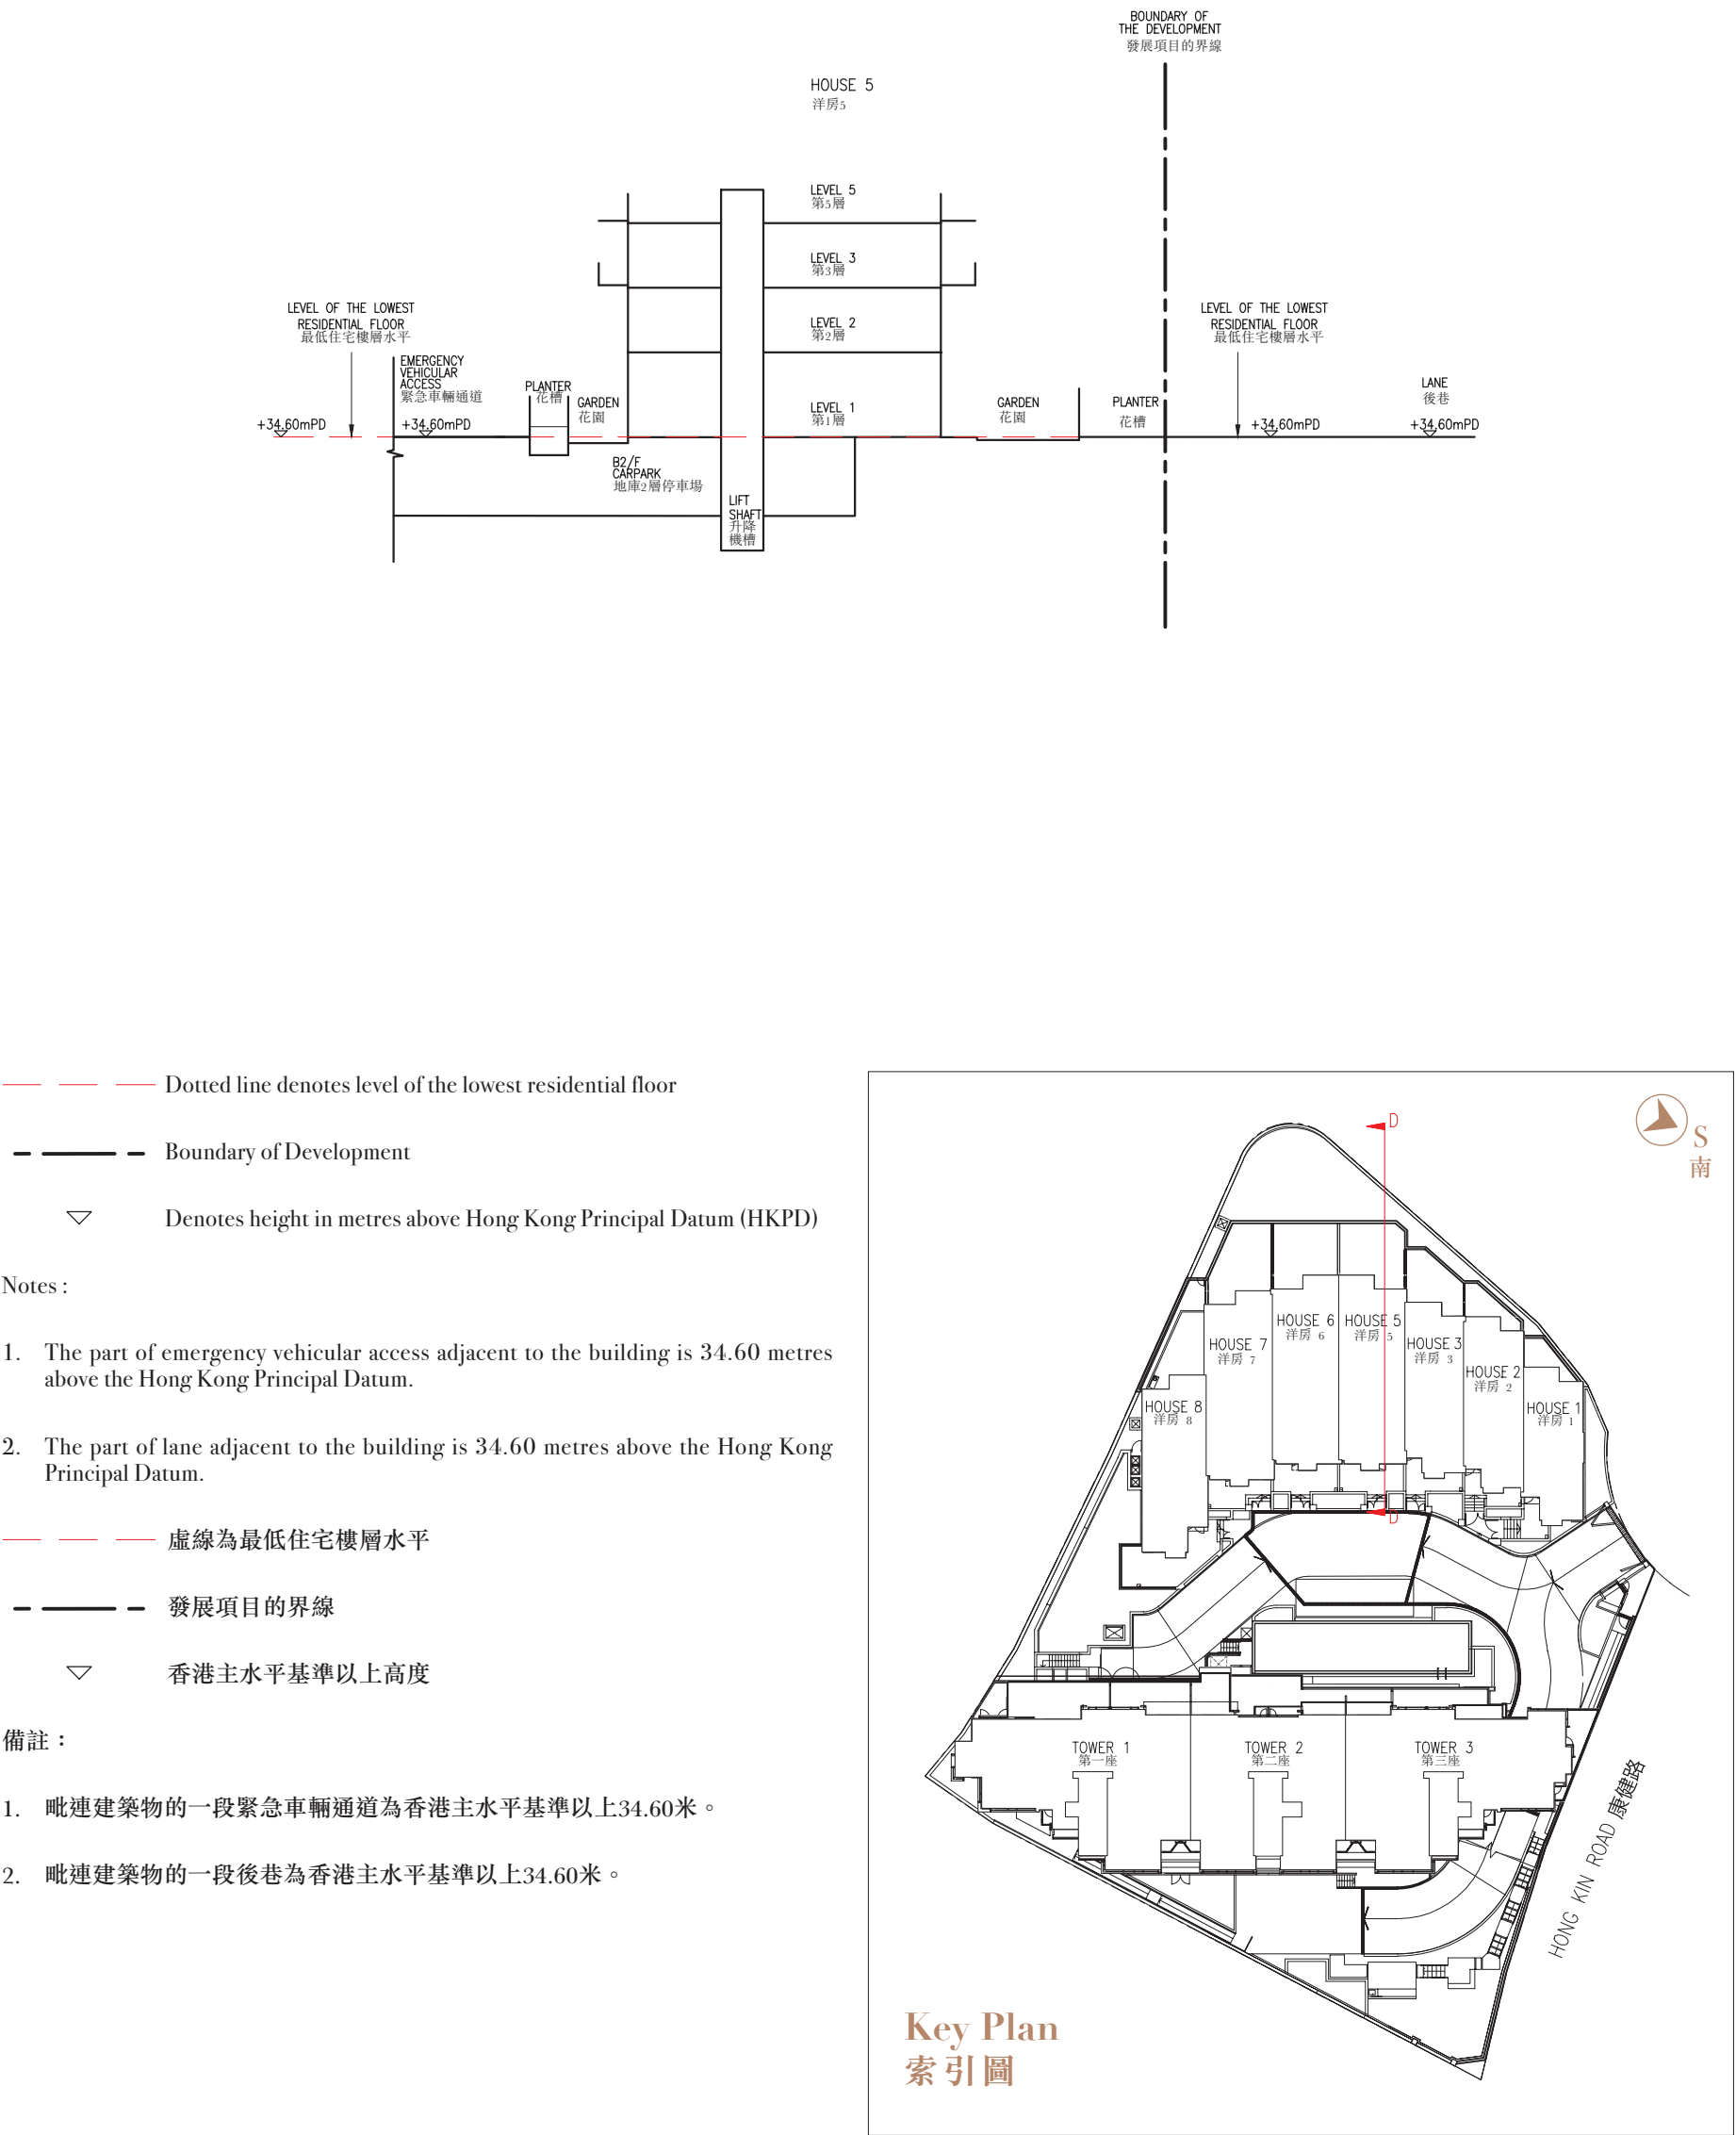 BOUNDARY OF
THE DEVELOPMENT
發展項目的界線
HOUSE 5
洋房5
LEVEL 5
第5層
LEVEL 3
第3層
LEVEL 2
第2層
LEVEL 1
第1層
LEVEL OF THE LOWEST
RESIDENTIAL FLOOR
最低住宅樓層水平
EMERGENCY
VEHICULAR
ACCESS
緊急車輛通道
+34.60mPD
+34.60mPD
PLANTER
花槽
GARDEN
花園
B2/F
CARPARK
地庫2層停車場
LIFT
SHAFT
升降
機槽
GARDEN
花園
PLANTER
花槽
LEVEL OF THE LOWEST
RESIDENTIAL FLOOR
最低住宅樓層水平
+34.60mPD
LANE
後巷
+34.60mPD
Dotted line denotes level of the lowest residential floor
Boundary of Development
Denotes height in metres above Hong Kong Principal Datum (HKPD)
Notes :
1. The part of emergency vehicular access adjacent to the building is 34.60 metres
above the Hong Kong Principal Datum.
2. The part of lane adjacent to the building is 34.60 metres above the Hong Kong
Principal Datum.
虛線為最低住宅樓層水平
發展項目的界線
香港主水平基準以上高度
備註：
1. 毗連建築物的一段緊急車輛通道為香港主水平基準以上34.60米。
2. 毗連建築物的一段後巷為香港主水平基準以上34.60米。
D
S
南
HOUSE 6
洋房 6
HOUSE 5
洋房 5
HOUSE 7
洋房 7
HOUSE 3
洋房 3
HOUSE 2
洋房 2
HOUSE 8
洋房 8
HOUSE 1
洋房 1
D
TOWER 1
第一座
TOWER 2
第二座
TOWER 3
第三座
HONG KIN ROAD 康健路
Key Plan
索引圖